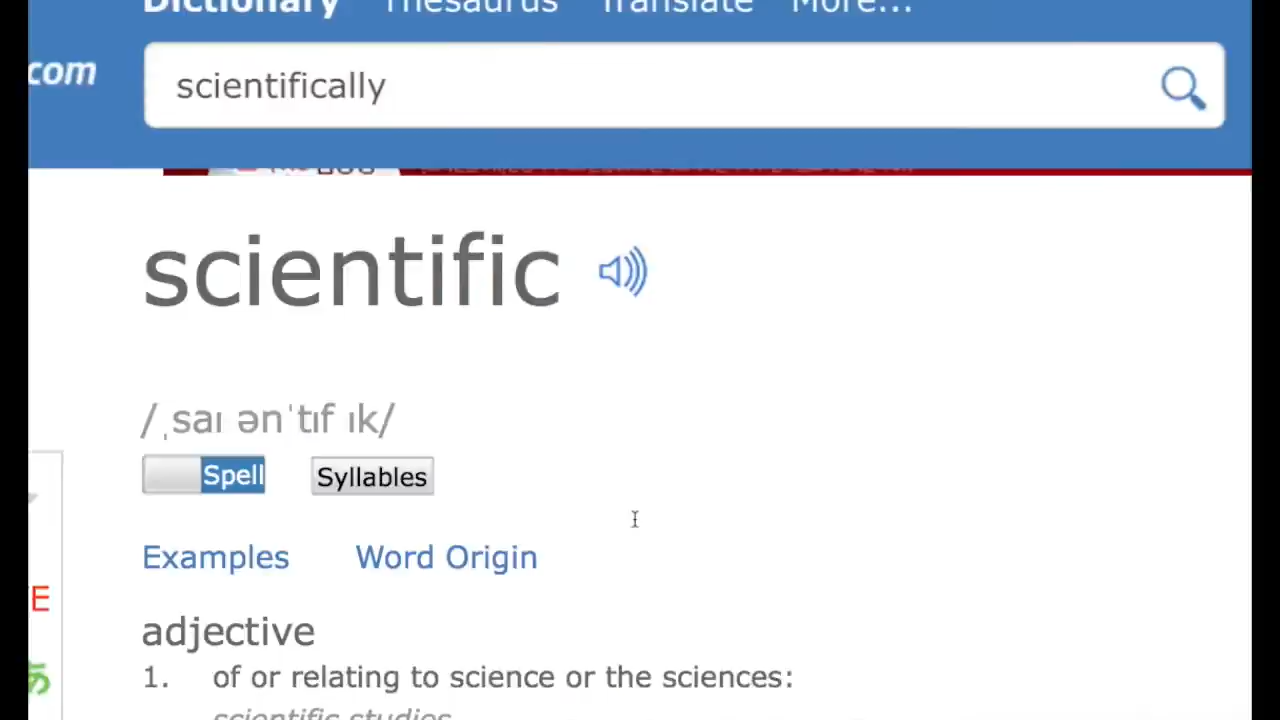 Dictionary Thesaurus Translate More...
.com
scientifically
scientific
/ˌsaɪ ənˈtɪf ɪk/
Spell Syllables
Examples Word Origin
adjective
E
1. of or relating to science or the sciences:
あ
scientific studies